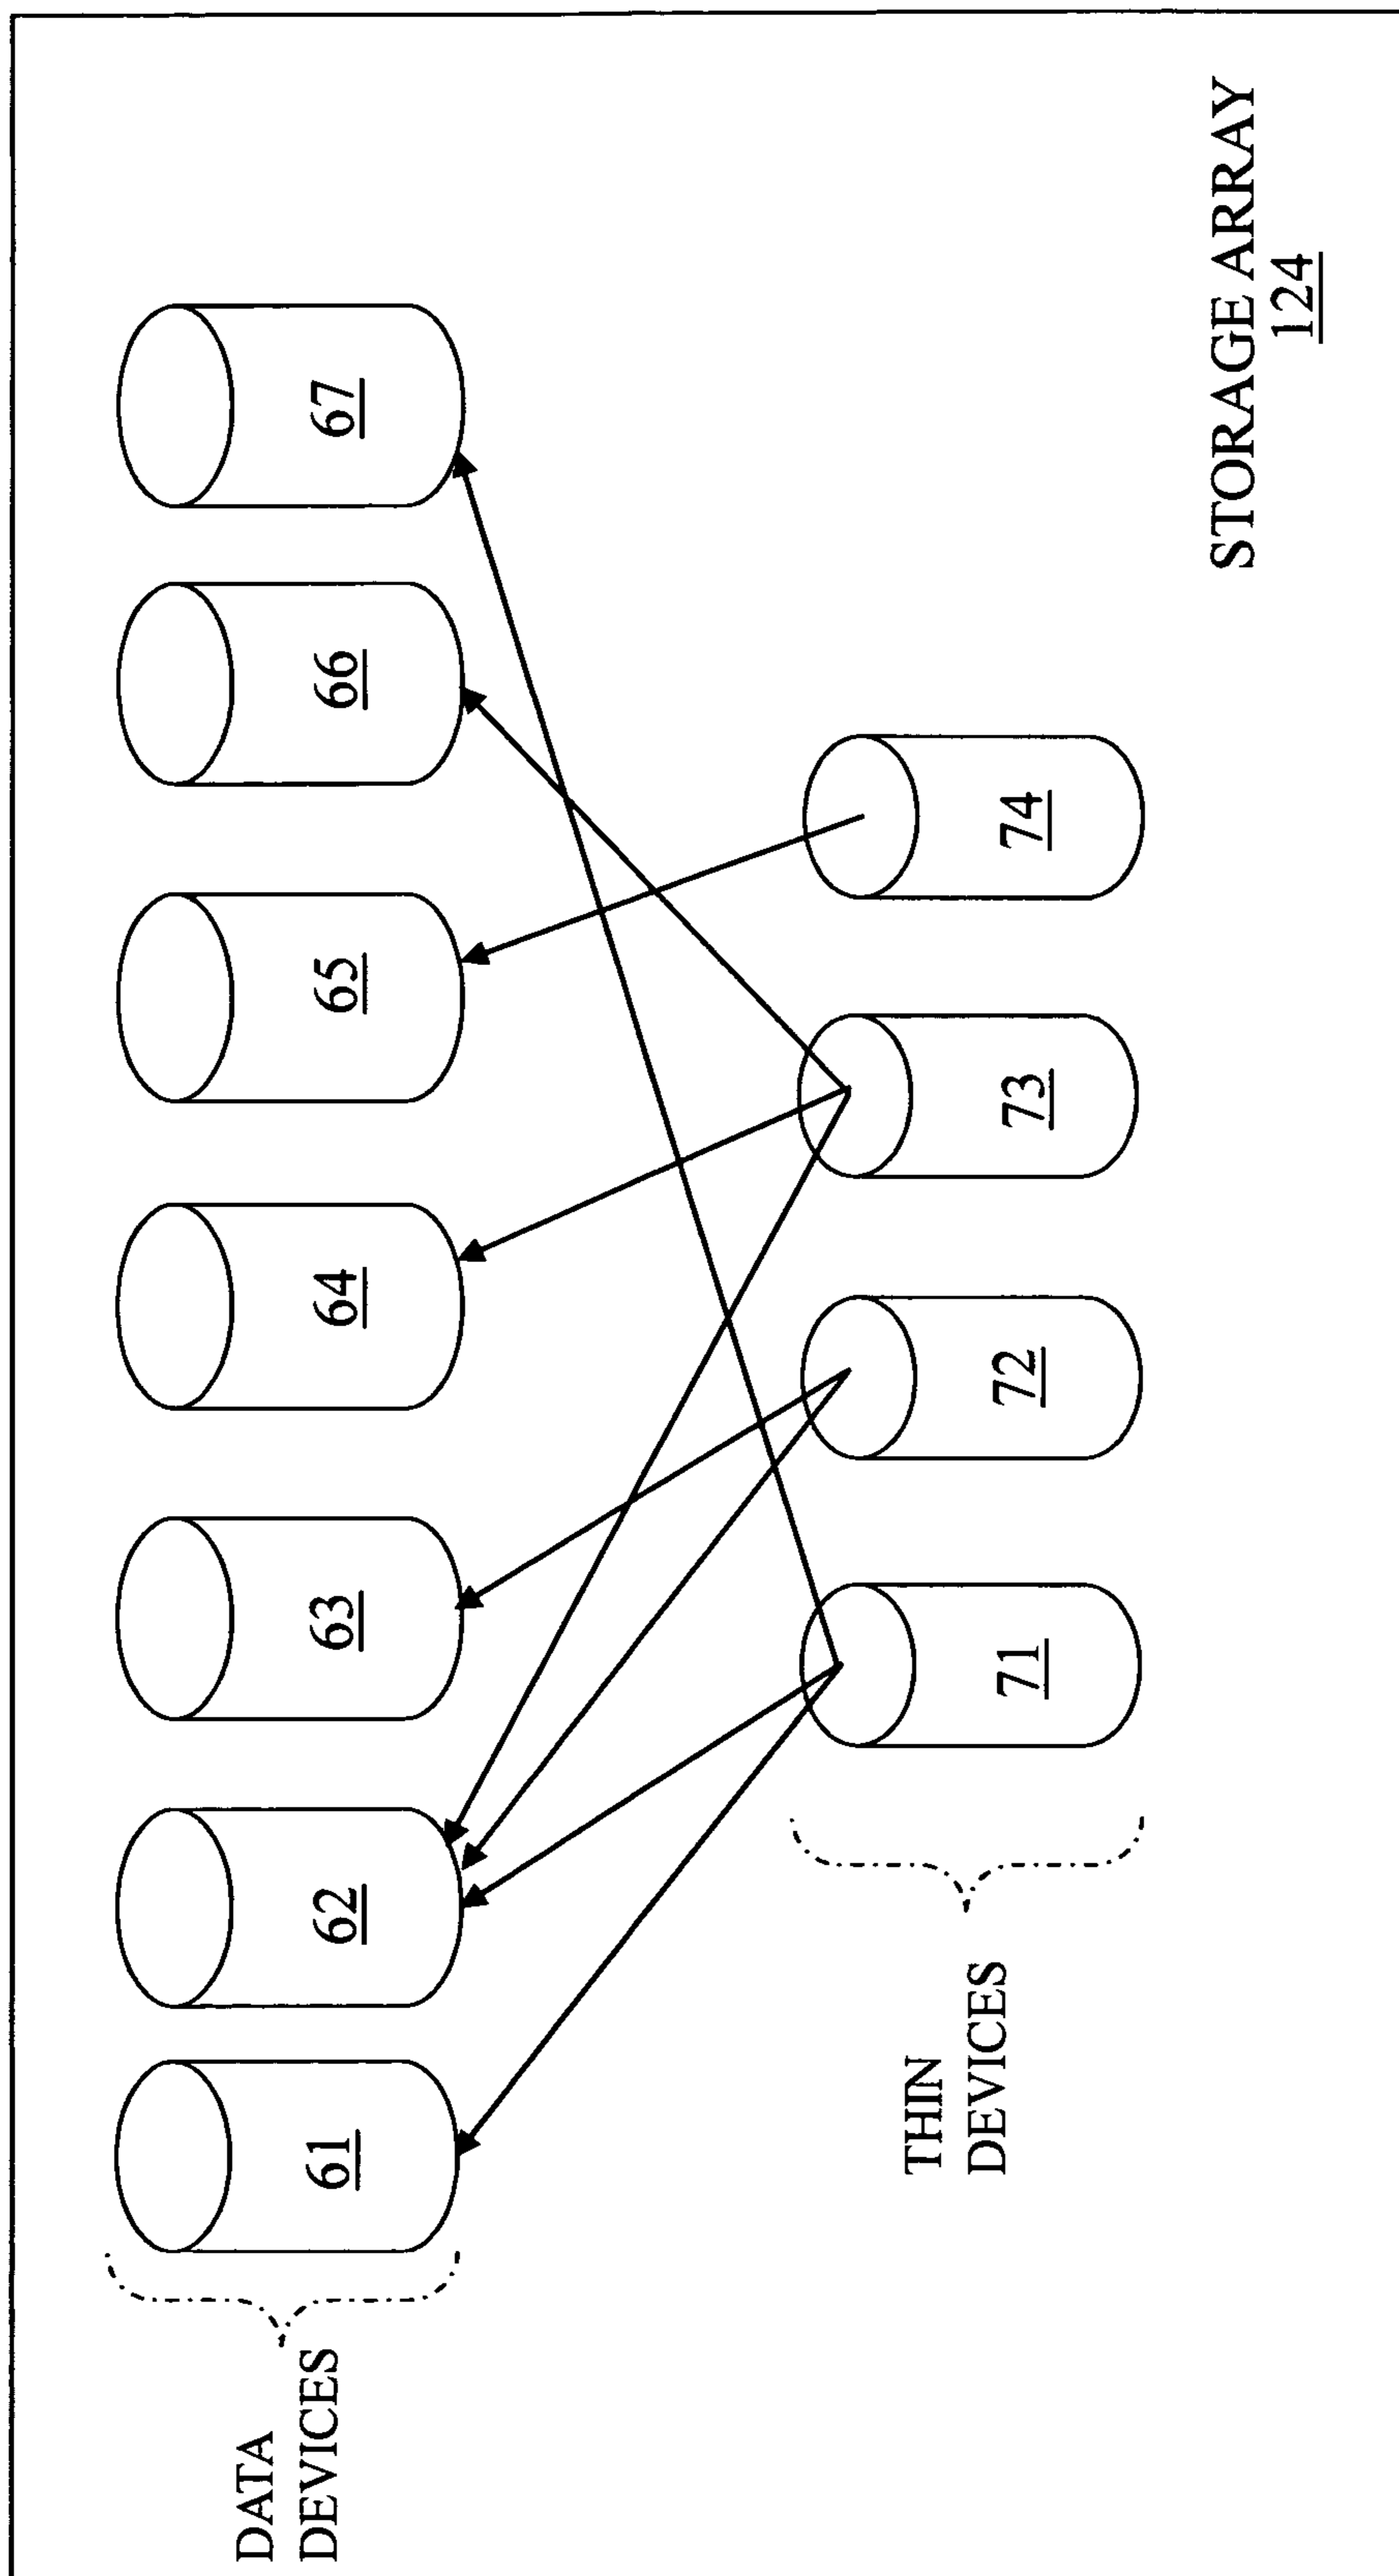 DATA
DEVICES
61
62
63
64
65
66
67
THIN
DEVICES
71
72
73
74
STORAGE ARRAY
124